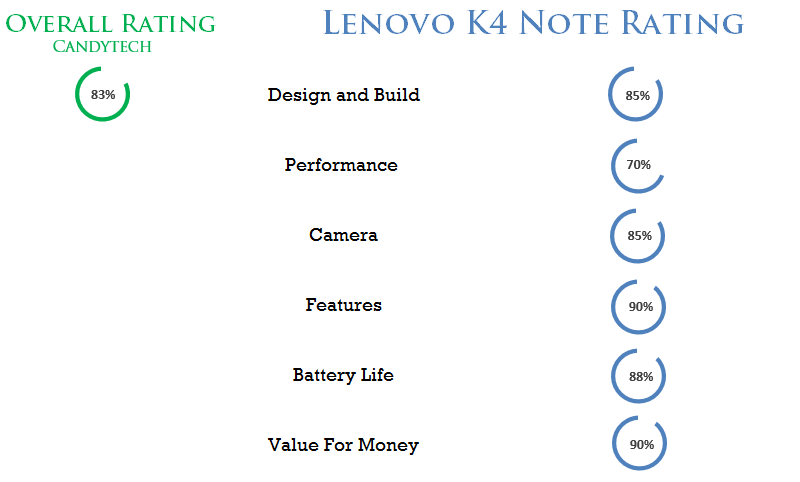 Overall Rating
Candytech
83%
Lenovo K4 Note Rating
Design and Build 85%
Performance 70%
Camera 85%
Features 90%
Battery Life 88%
Value For Money 90%